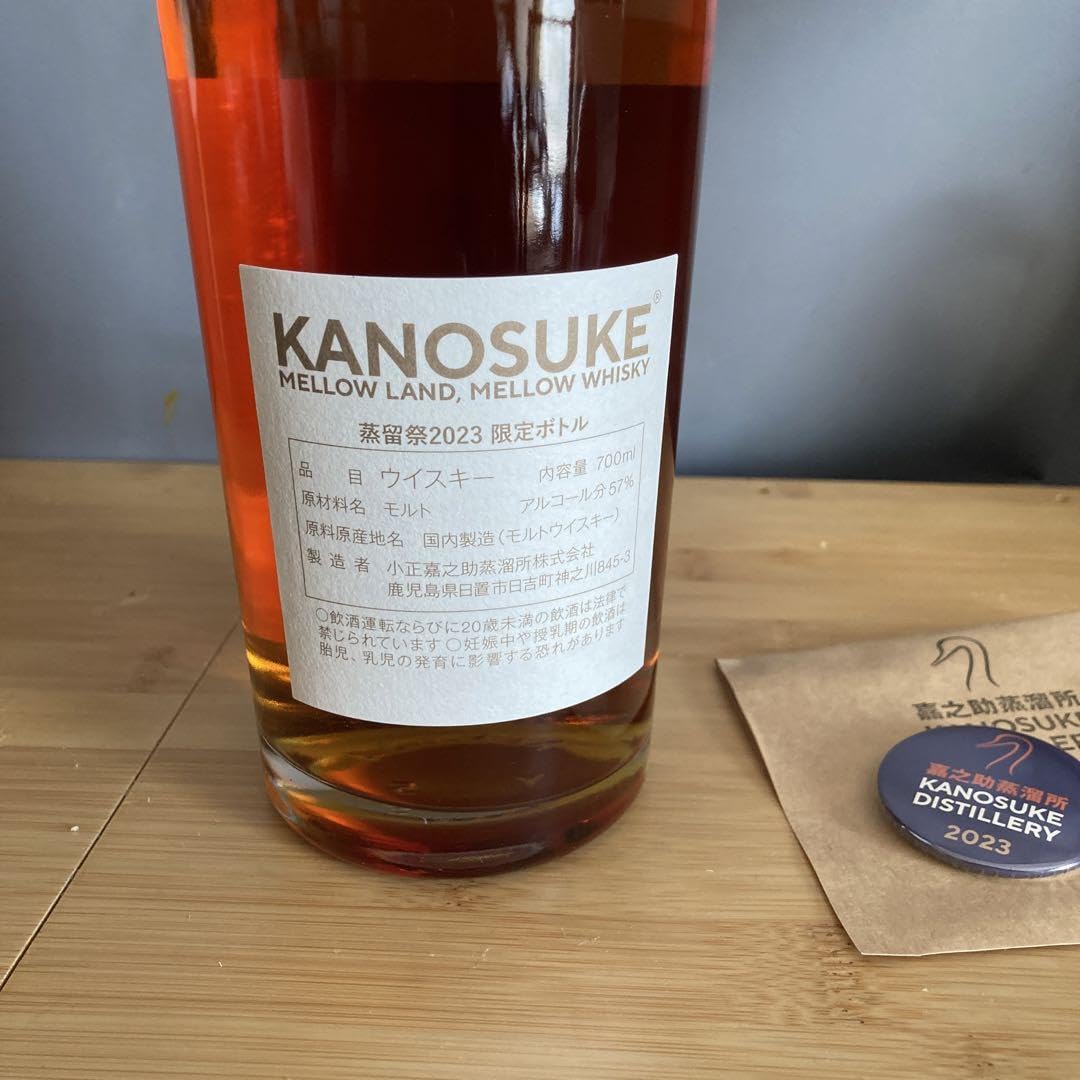 KANOSUKE®
MELLOW LAND, MELLOW WHISKY
蒸留祭2023 限定ボトル
品 目 ウイスキー 内容量 700ml
原材料名 モルト アルコール分 57%
原料原産地名 国内製造（モルトウイスキー）
製造者 小正嘉之助蒸溜所株式会社
鹿児島県日置市日吉町神之川845-3
○飲酒運転ならびに20歳未満の飲酒は法律で
禁じられています ○妊娠中や授乳期の飲酒は
胎児、乳児の発育に影響する恐れがあります
嘉之助蒸溜所
KANOSUKE
嘉之助蒸溜所
KANOSUKE
DISTILLERY
2023